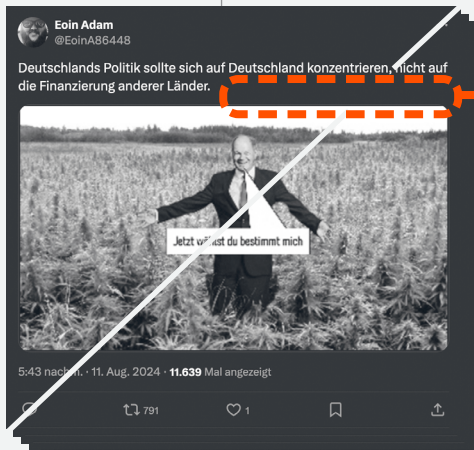 Eoin Adam
@EoinA86448
Deutschlands Politik sollte sich auf Deutschland konzentrieren, nicht auf
die Finanzierung anderer Länder.
Jetzt wählst du bestimmt mich
5:43 nachm. · 11. Aug. 2024 · 11.639 Mal angezeigt
791
1